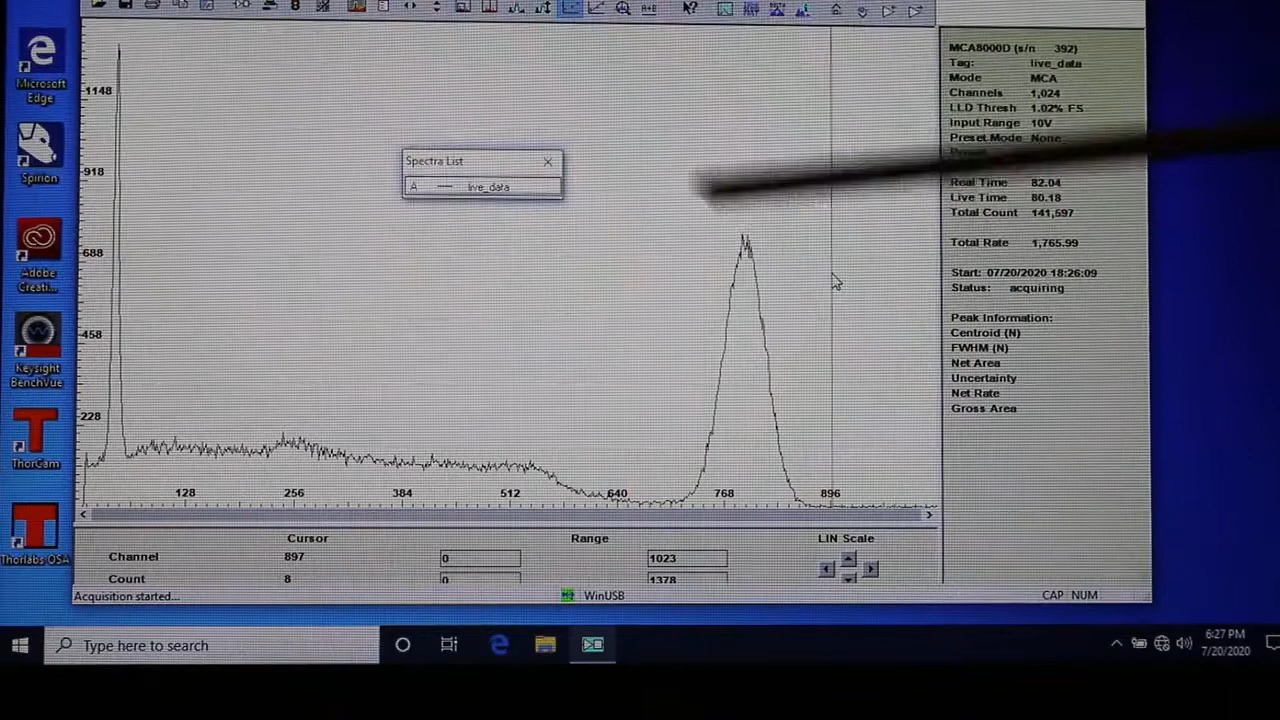 Microsoft
Edge
Spirion
Adobe
Creati...
Keysight
BenchVue
ThorCam
Thorlabs OSA
1148
918
688
458
228
128
256
384
512
640
768
896
Spectra List
A
live_data
MCA8000D (s/n 392)
Tag: live_data
Mode MCA
Channels 1,024
LLD Thresh 1.02% FS
Input Range 10V
Preset Mode None
Real Time 82.04
Live Time 80.18
Total Count 141,597
Total Rate 1,765.99
Start: 07/20/2020 18:26:09
Status: acquiring
Peak Information:
Centroid (N)
FWHM (N)
Net Area
Uncertainty
Net Rate
Gross Area
Cursor Range LIN Scale
Channel 897 0 1023
Count 8 0 1378
Acquisition started... WinUSB CAP NUM
Type here to search
6:27 PM
7/20/2020